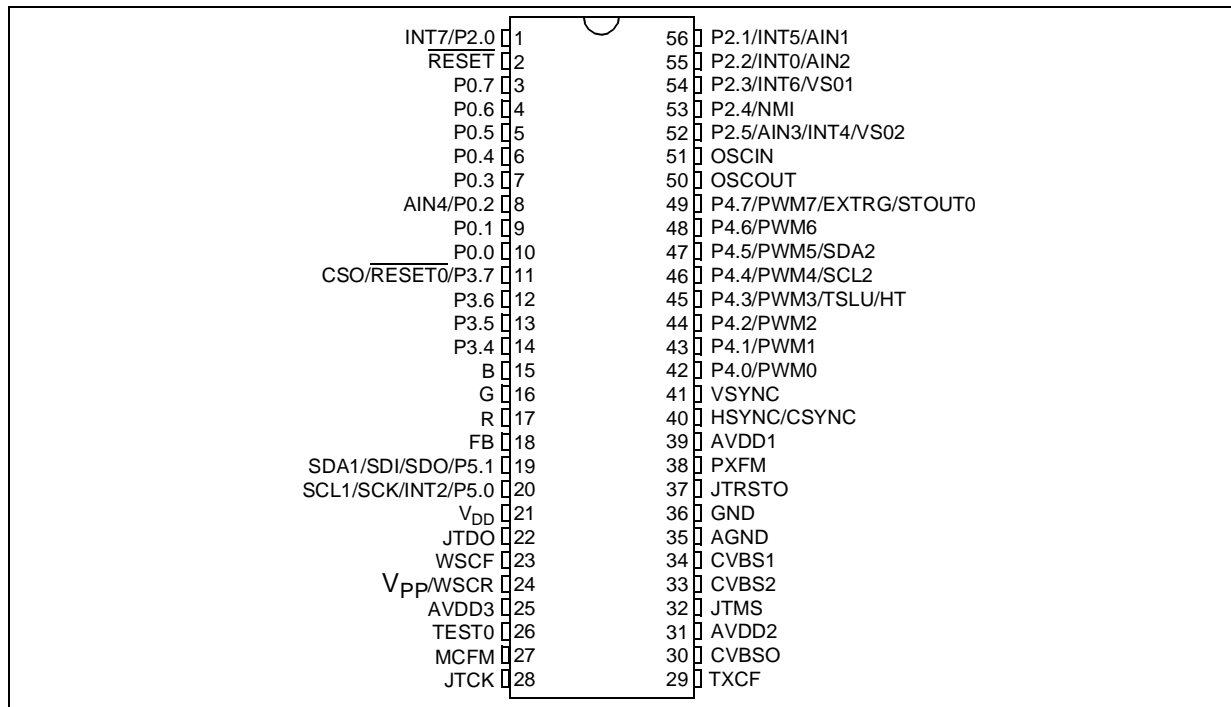 INT7/P2.0 1 56 P2.1/INT5/AIN1
RESET 2 55 P2.2/INT0/AIN2
P0.7 3 54 P2.3/INT6/VS01
P0.6 4 53 P2.4/NMI
P0.5 5 52 P2.5/AIN3/INT4/VS02
P0.4 6 51 OSCIN
P0.3 7 50 OSCOUT
AIN4/P0.2 8 49 P4.7/PWM7/EXTRG/STOUT0
P0.1 9 48 P4.6/PWM6
P0.0 10 47 P4.5/PWM5/SDA2
CSO/RESET0/P3.7 11 46 P4.4/PWM4/SCL2
P3.6 12 45 P4.3/PWM3/TSLU/HT
P3.5 13 44 P4.2/PWM2
P3.4 14 43 P4.1/PWM1
B 15 42 P4.0/PWM0
G 16 41 VSYNC
R 17 40 HSYNC/CSYNC
FB 18 39 AVDD1
SDA1/SDI/SDO/P5.1 19 38 PXFM
SCL1/SCK/INT2/P5.0 20 37 JTRSTO
VDD 21 36 GND
JTDO 22 35 AGND
WSCF 23 34 CVBS1
VPP/WSCR 24 33 CVBS2
AVDD3 25 32 JTMS
TEST0 26 31 AVDD2
MCFM 27 30 CVBSO
JTCK 28 29 TXCF